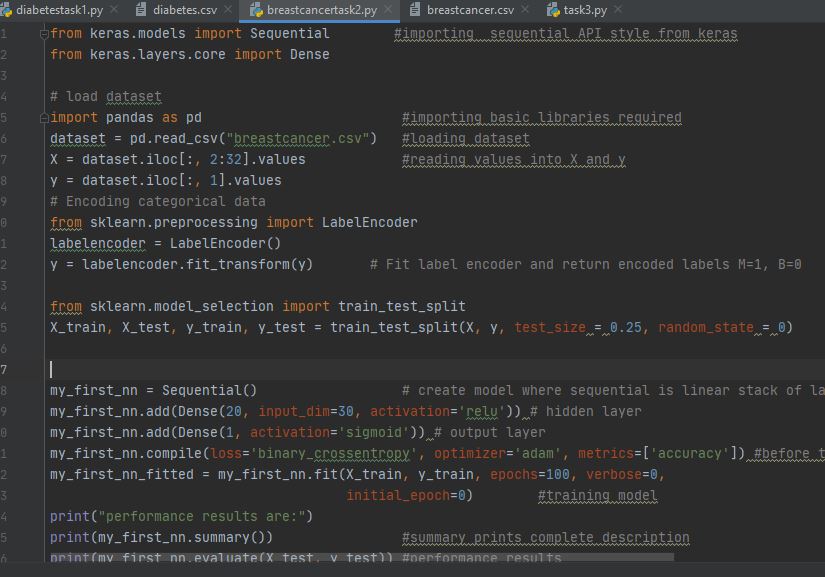 diabetestask1.py diabetes.csv breastcancertask2.py breastcancer.csv task3.py
1 from keras.models import Sequential #importing  sequential API style from keras
2 from keras.layers.core import Dense
3
4 # load dataset
5 import pandas as pd #importing basic libraries required
6 dataset = pd.read_csv("breastcancer.csv") #loading dataset
7 X = dataset.iloc[:, 2:32].values #reading values into X and y
8 y = dataset.iloc[:, 1].values
9 # Encoding categorical data
0 from sklearn.preprocessing import LabelEncoder
1 labelencoder = LabelEncoder()
2 y = labelencoder.fit_transform(y) # Fit label encoder and return encoded labels M=1, B=0
3
4 from sklearn.model_selection import train_test_split
5 X_train, X_test, y_train, y_test = train_test_split(X, y, test_size = 0.25, random_state = 0)
6
7
8 my_first_nn = Sequential() # create model where sequential is linear stack of la
9 my_first_nn.add(Dense(20, input_dim=30, activation='relu')) # hidden layer
0 my_first_nn.add(Dense(1, activation='sigmoid')) # output layer
1 my_first_nn.compile(loss='binary_crossentropy', optimizer='adam', metrics=['accuracy']) #before t
2 my_first_nn_fitted = my_first_nn.fit(X_train, y_train, epochs=100, verbose=0,
3 initial_epoch=0) #training model
4 print("performance results are:")
5 print(my_first_nn.summary()) #summary prints complete description
6 print(my_first_nn.evaluate(X_test, y_test)) #performance results